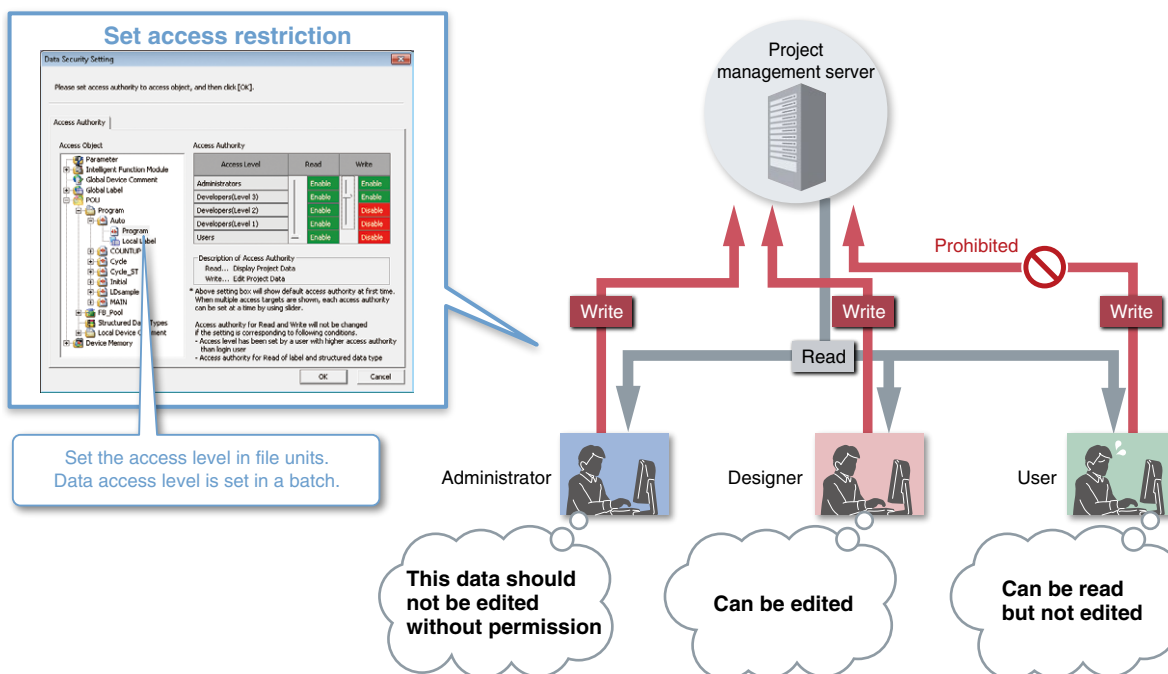 Set access restriction
Data Security Setting
Please set access authority to access object, and then click [OK].
Access Authority
Access Object
Parameter
Intelligent Function Module
Global Device Comment
Global Label
POU
Program
Auto
Program
Local Label
COUNTUP
Cycle
Cycle_ST
Initial
LDsample
MAIN
FB_Pool
Structured Data Types
Local Device Comment
Device Memory
Access Authority
Access Level Read Write
Administrators Enable Enable
Developers(Level 3) Enable Enable
Developers(Level 2) Enable Disable
Developers(Level 1) Enable Disable
Users Enable Disable
Description of Access Authority
Read... Display Project Data
Write... Edit Project Data
* Above setting box will show default access authority at first time.
When multiple access targets are shown, each access authority
can be set at a time by using slider.
Access authority for Read and Write will not be changed
if the setting is corresponding to following conditions.
- Access level has been set by a user with higher access authority
than login user
- Access authority for Read of label and structured data type
OK Cancel
Set the access level in file units.
Data access level is set in a batch.
Project
management server
Prohibited
Write Write Write
Read
Administrator Designer User
This data should
not be edited
without permission
Can be edited
Can be read
but not edited